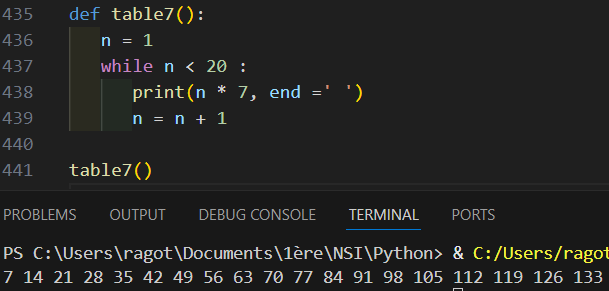 435 def table7():
436 n = 1
437 while n < 20 :
438 print(n * 7, end =' ')
439 n = n + 1
440
441 table7()
PROBLEMS OUTPUT DEBUG CONSOLE TERMINAL PORTS
PS C:\Users\ragot\Documents\1ère\NSI\Python> & C:/Users/ragot
7 14 21 28 35 42 49 56 63 70 77 84 91 98 105 112 119 126 133